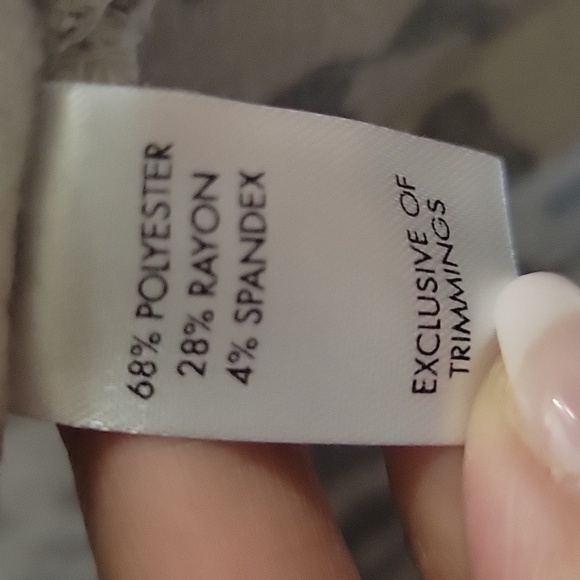 68% POLYESTER
28% RAYON
4% SPANDEX
EXCLUSIVE OF
TRIMMINGS